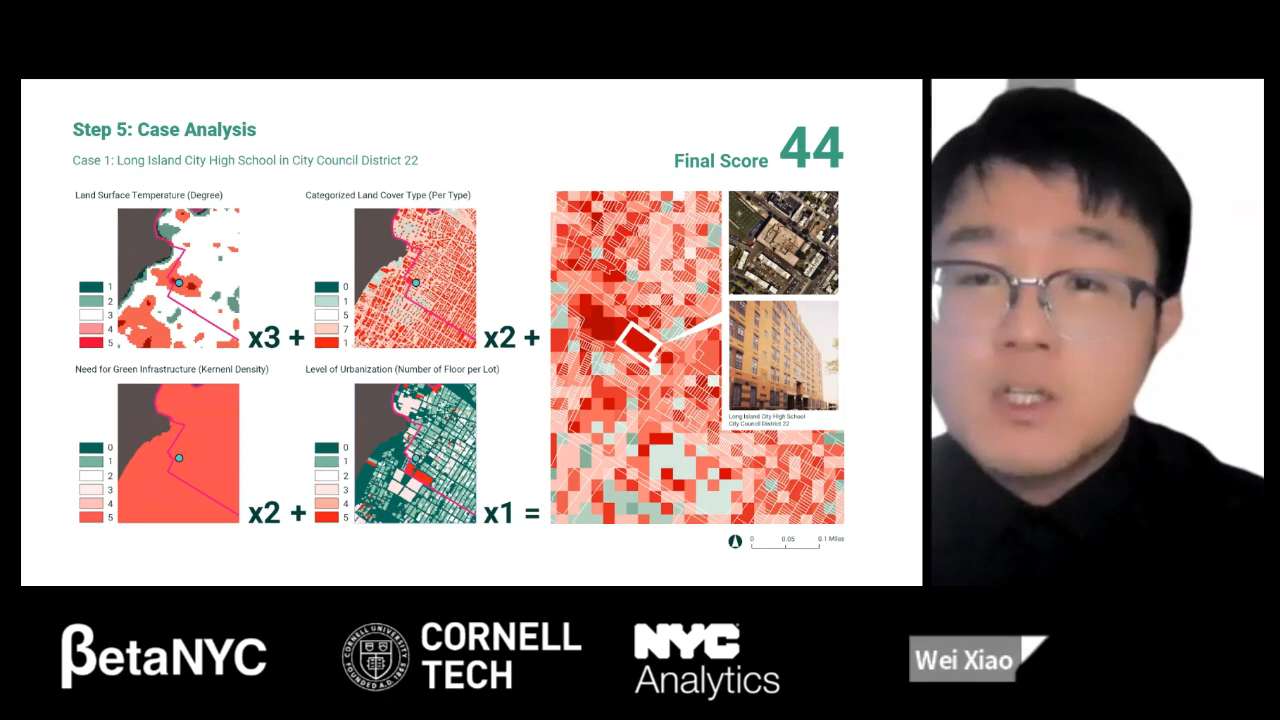 Step 5: Case Analysis
Case 1: Long Island City High School in City Council District 22
Final Score 44
Land Surface Temperature (Degree)
1
2
3
4
5
x3 +
Categorized Land Cover Type (Per Type)
0
1
5
7
1
x2 +
Need for Green Infrastructure (Kernenl Density)
0
1
2
3
4
5
x2 +
Level of Urbanization (Number of Floor per Lot)
0
1
2
3
4
5
x1 =
Long Island City High School
City Council District 22
0 0.05 0.1 Miles
βetaNYC
CORNELL UNIVERSITY
FOUNDED A.D. 1865
CORNELL
TECH
NYC
Analytics
Wei Xiao